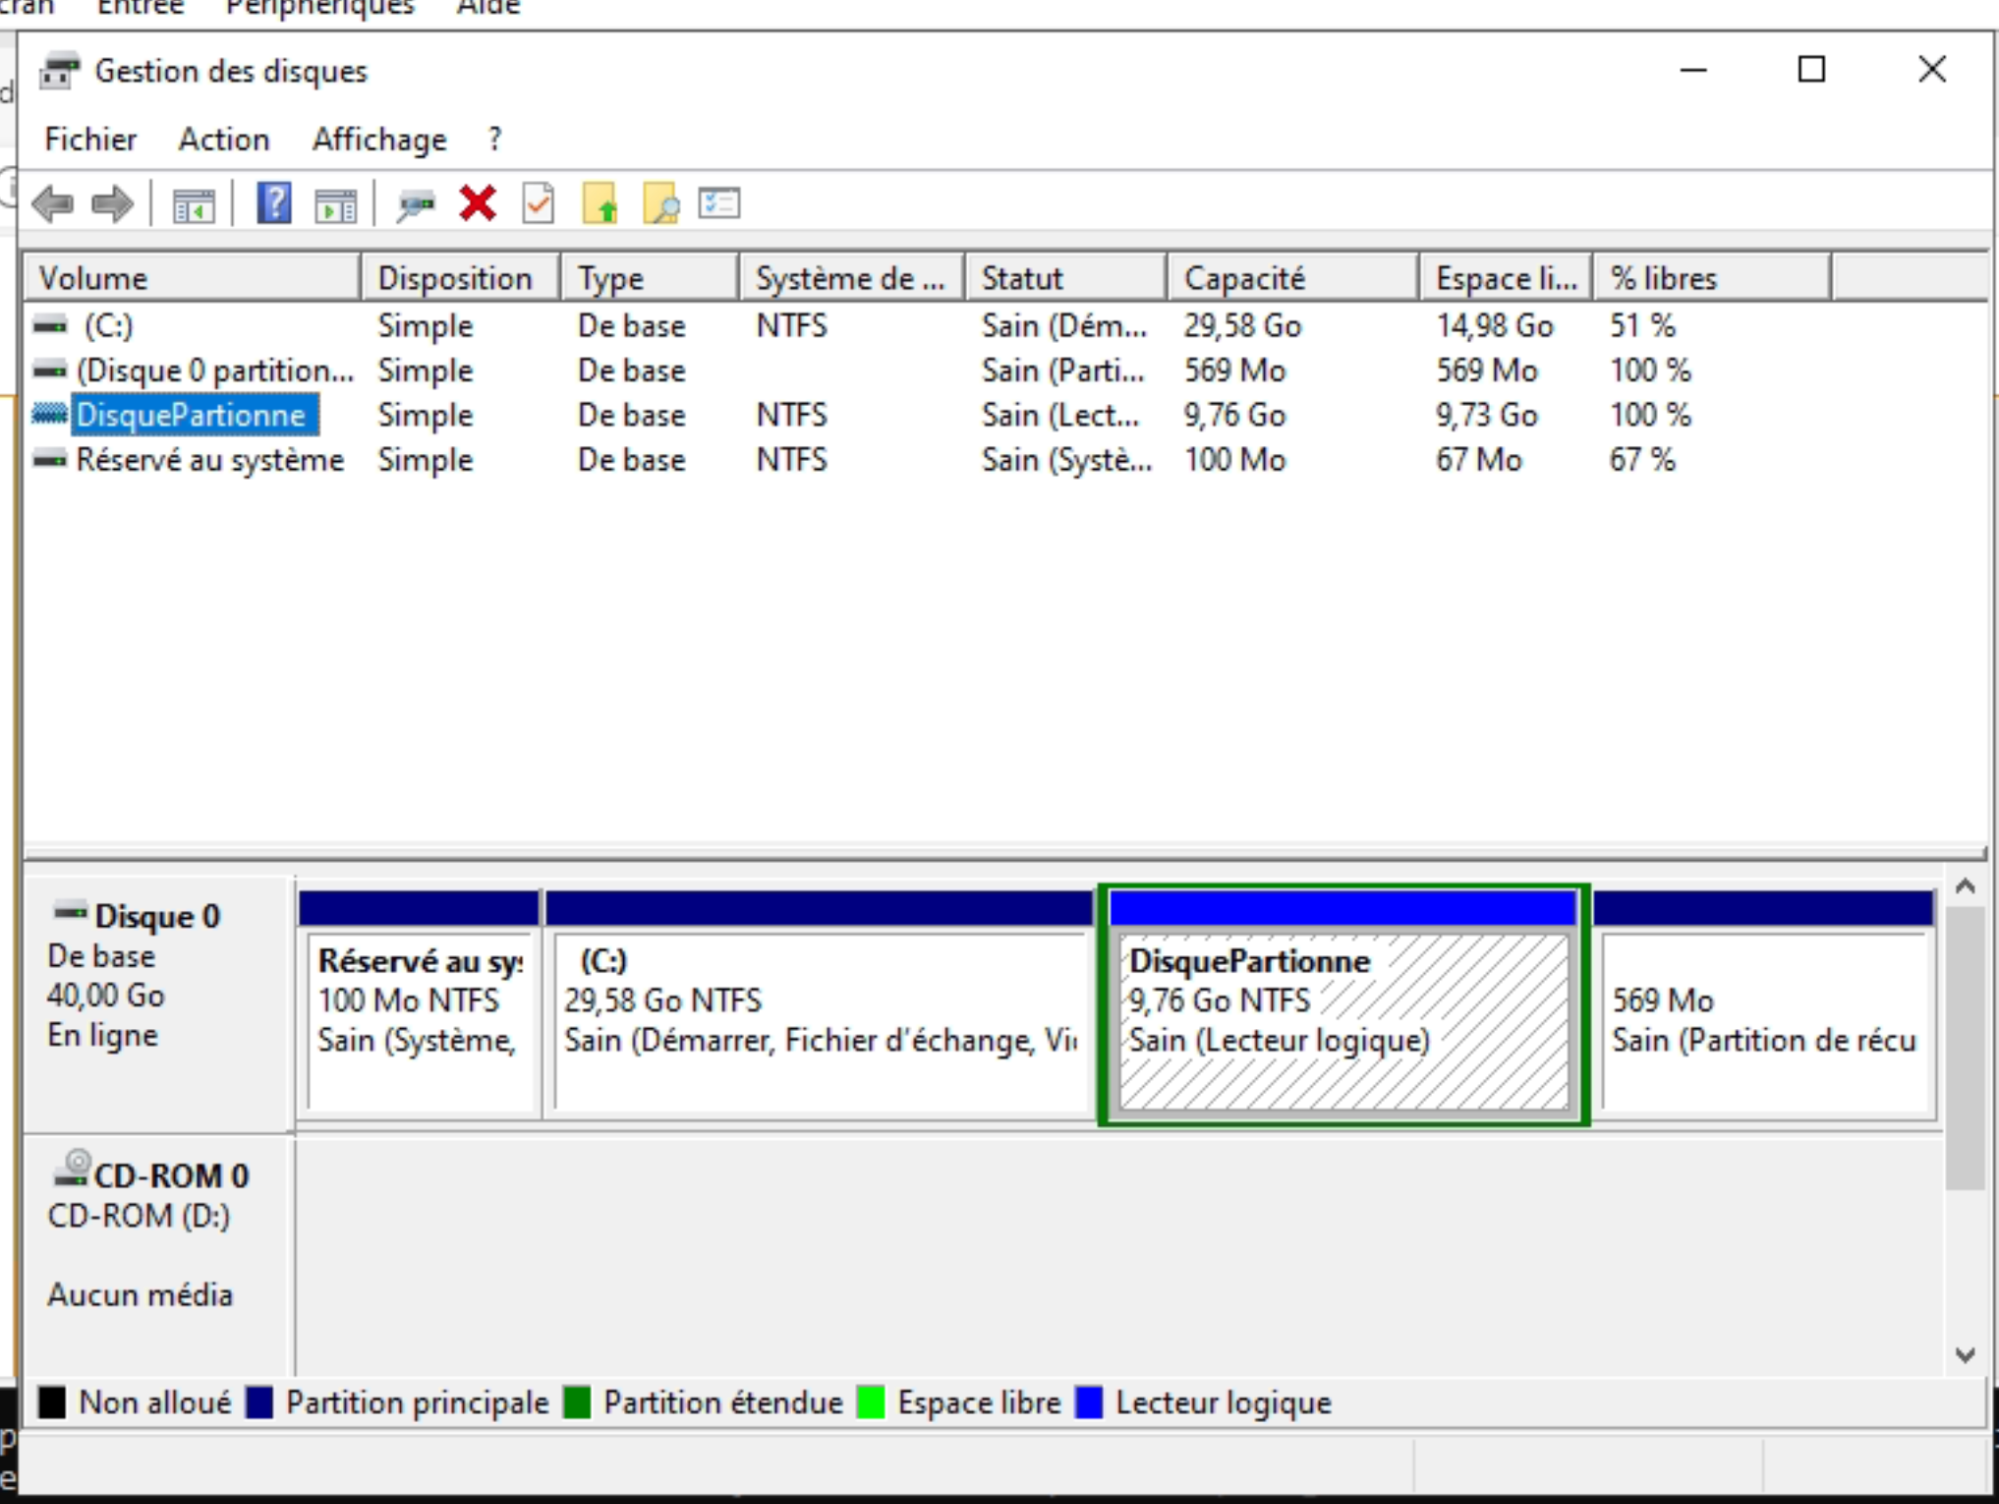 Entrée Périphériques Aide
Gestion des disques
Fichier Action Affichage ?
Volume Disposition Type Système de ... Statut Capacité Espace li... % libres
(C:) Simple De base NTFS Sain (Dém... 29,58 Go 14,98 Go 51 %
(Disque 0 partition... Simple De base Sain (Parti... 569 Mo 569 Mo 100 %
DisquePartionne Simple De base NTFS Sain (Lect... 9,76 Go 9,73 Go 100 %
Réservé au système Simple De base NTFS Sain (Systè... 100 Mo 67 Mo 67 %
Disque 0
De base
40,00 Go
En ligne
Réservé au sy
100 Mo NTFS
Sain (Système,
(C:)
29,58 Go NTFS
Sain (Démarrer, Fichier d'échange, Vi
DisquePartionne
9,76 Go NTFS
Sain (Lecteur logique)
569 Mo
Sain (Partition de récu
CD-ROM 0
CD-ROM (D:)
Aucun média
Non alloué Partition principale Partition étendue Espace libre Lecteur logique